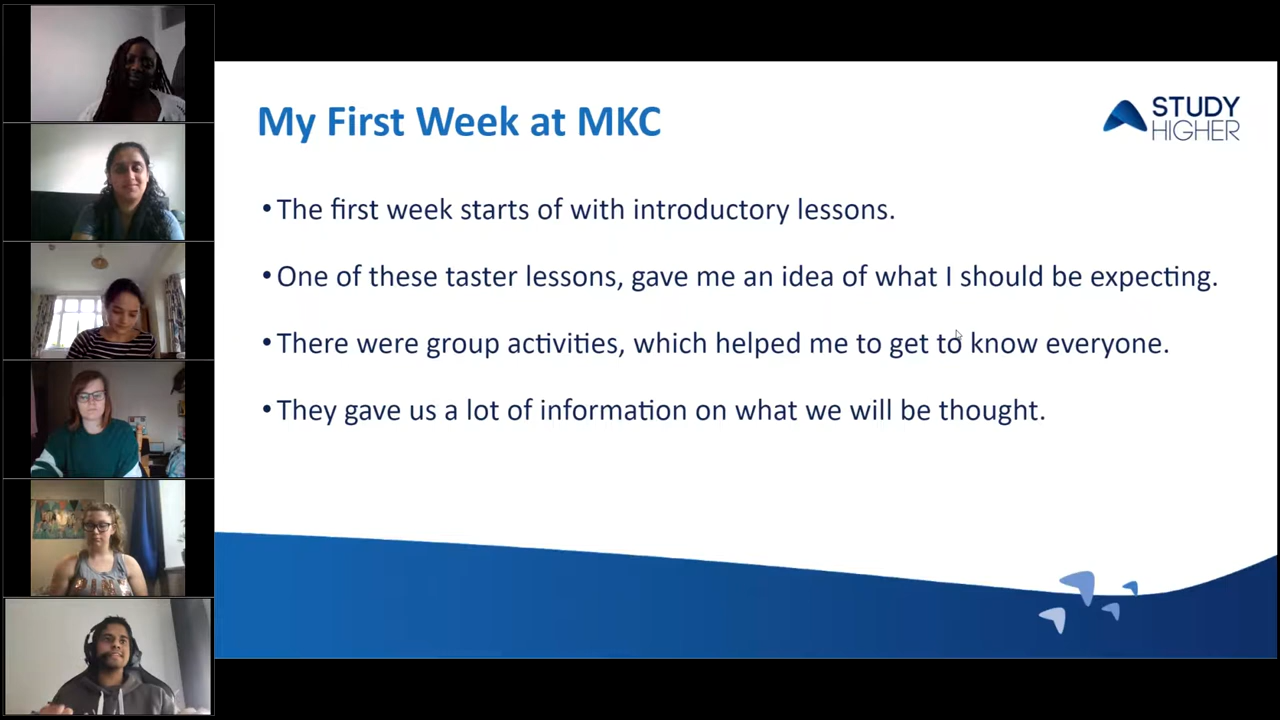 My First Week at MKC
STUDY
HIGHER
•The first week starts of with introductory lessons.
•One of these taster lessons, gave me an idea of what I should be expecting.
•There were group activities, which helped me to get to know everyone.
•They gave us a lot of information on what we will be thought.